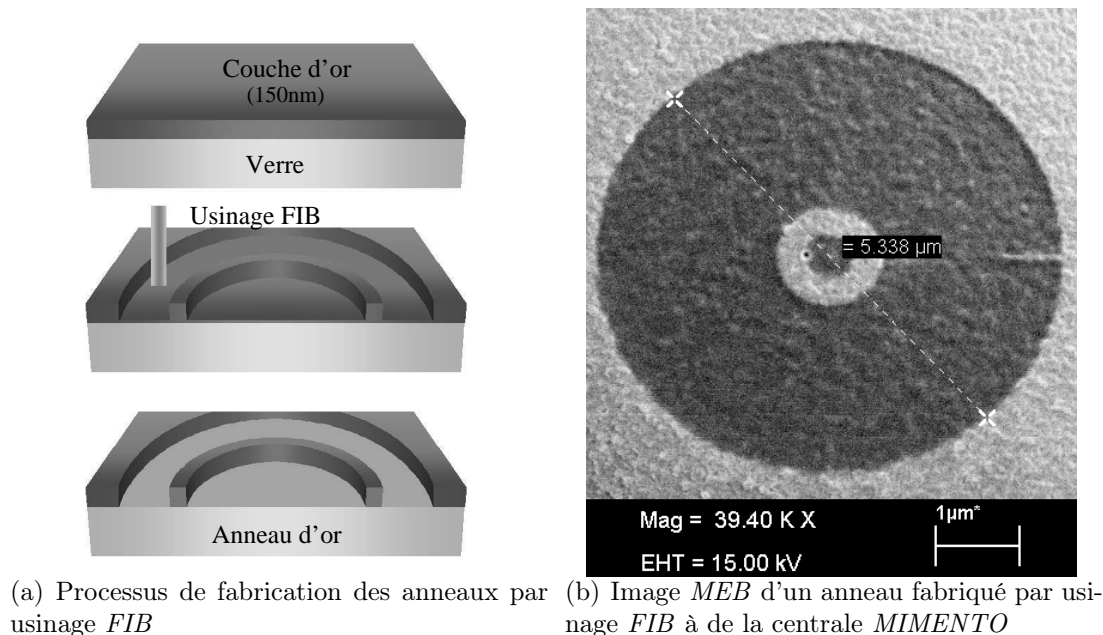 Couche d'or
(150nm)
Verre
Usinage FIB
Anneau d'or
= 5.338 µm
Mag = 39.40 K X
1µm*
EHT = 15.00 kV
(a) Processus de fabrication des anneaux par
usinage FIB
(b) Image MEB d'un anneau fabriqué par usi-
nage FIB à de la centrale MIMENTO